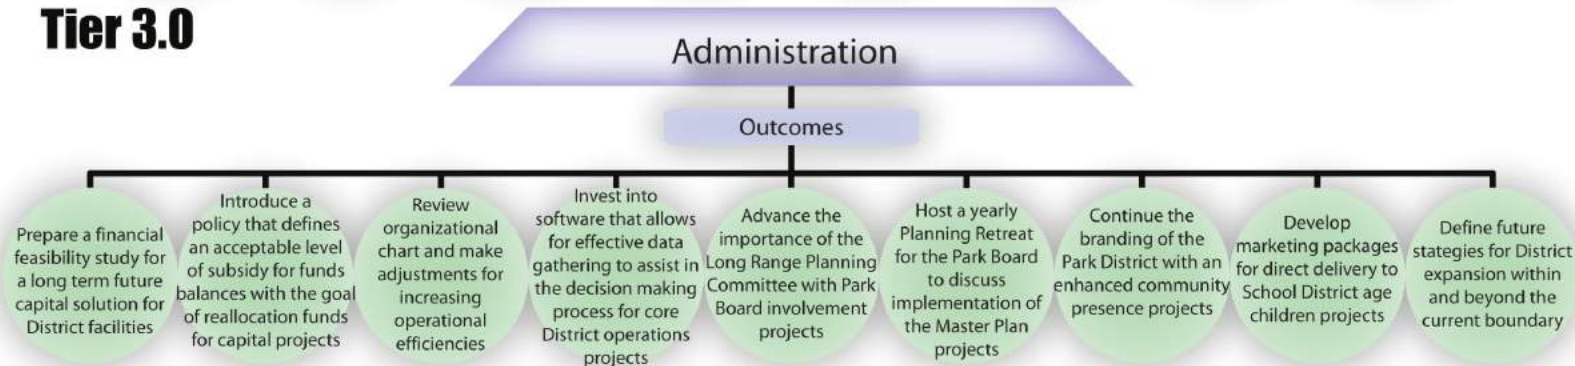 Tier 3.0
Administration
Outcomes
Prepare a financial
feasibility study for
a long term future
capital solution for
District facilities
Introduce a
policy that defines
an acceptable level
of subsidy for funds
balances with the goal
of reallocation funds
for capital projects
Review
organizational
chart and make
adjustments for
increasing
operational
efficiencies
Invest into
software that allows
for effective data
gathering to assist in
the decision making
process for core
District operations
projects
Advance the
importance of the
Long Range Planning
Committee with Park
Board involvement
projects
Host a yearly
Planning Retreat
for the Park Board
to discuss
implementation of
the Master Plan
projects
Continue the
branding of the
Park District with an
enhanced community
presence projects
Develop
marketing packages
for direct delivery to
School District age
children projects
Define future
stategies for District
expansion within
and beyond the
current boundary